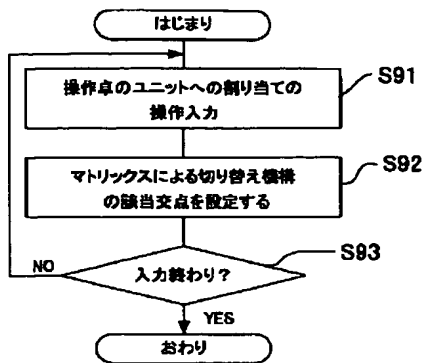 はじまり
操作卓のユニットへの割り当ての
操作入力
S91
マトリックスによる切り替え機構
の該当交点を設定する
S92
入力終わり?
S93
NO
YES
おわり